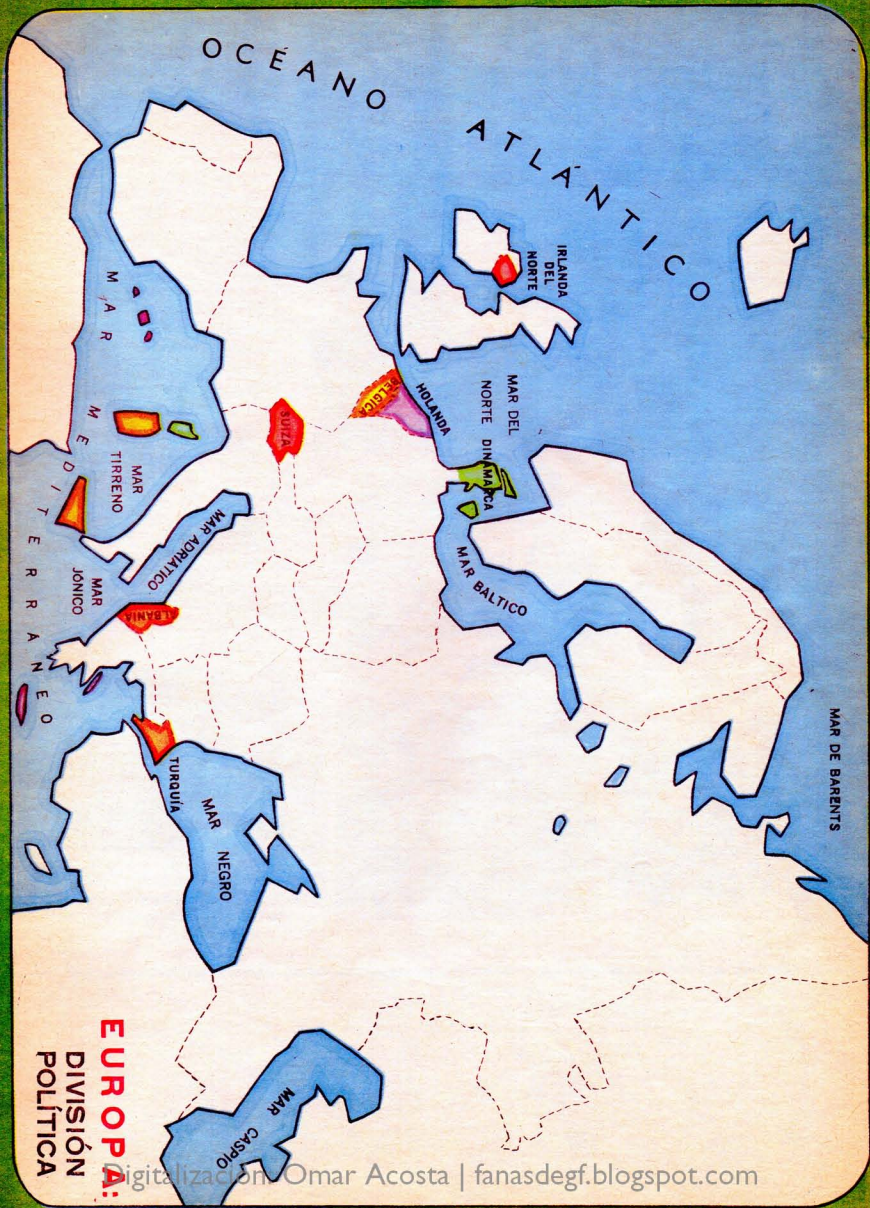 OCÉANO ATLÁNTICO
MAR DE BARENTS
IRLANDA
DEL
NORTE
MAR DEL
NORTE
DINAMARCA
HOLANDA
BELGICA
MAR BALTICO
SUIZA
MAR ADRIATICO
MAR
TIRRENO
MAR MEDITERRÁNEO
MAR
JÓNICO
ALBANIA
TURQUÍA
MAR
NEGRO
MAR
CASPIO
EUROPA:
DIVISIÓN
POLÍTICA
Digitalización: Omar Acosta | fanasdegf.blogspot.com